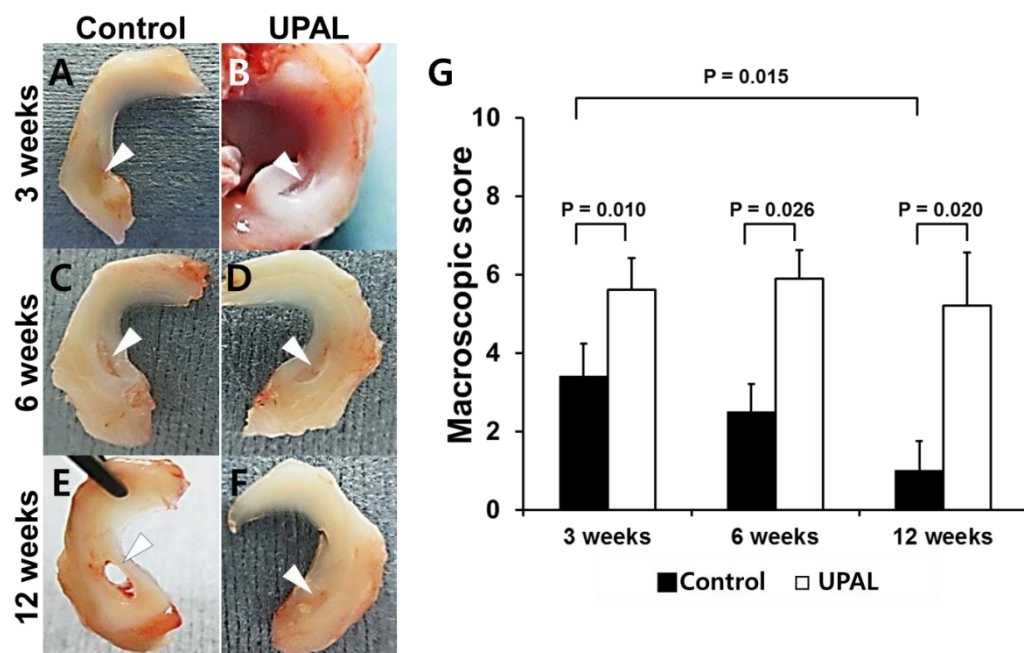 Control UPAL
3 weeks
A B
6 weeks
C D
12 weeks
E F
G
P = 0.015
P = 0.010 P = 0.026 P = 0.020
Macroscopic score
10
8
6
4
2
0
3 weeks 6 weeks 12 weeks
Control UPAL